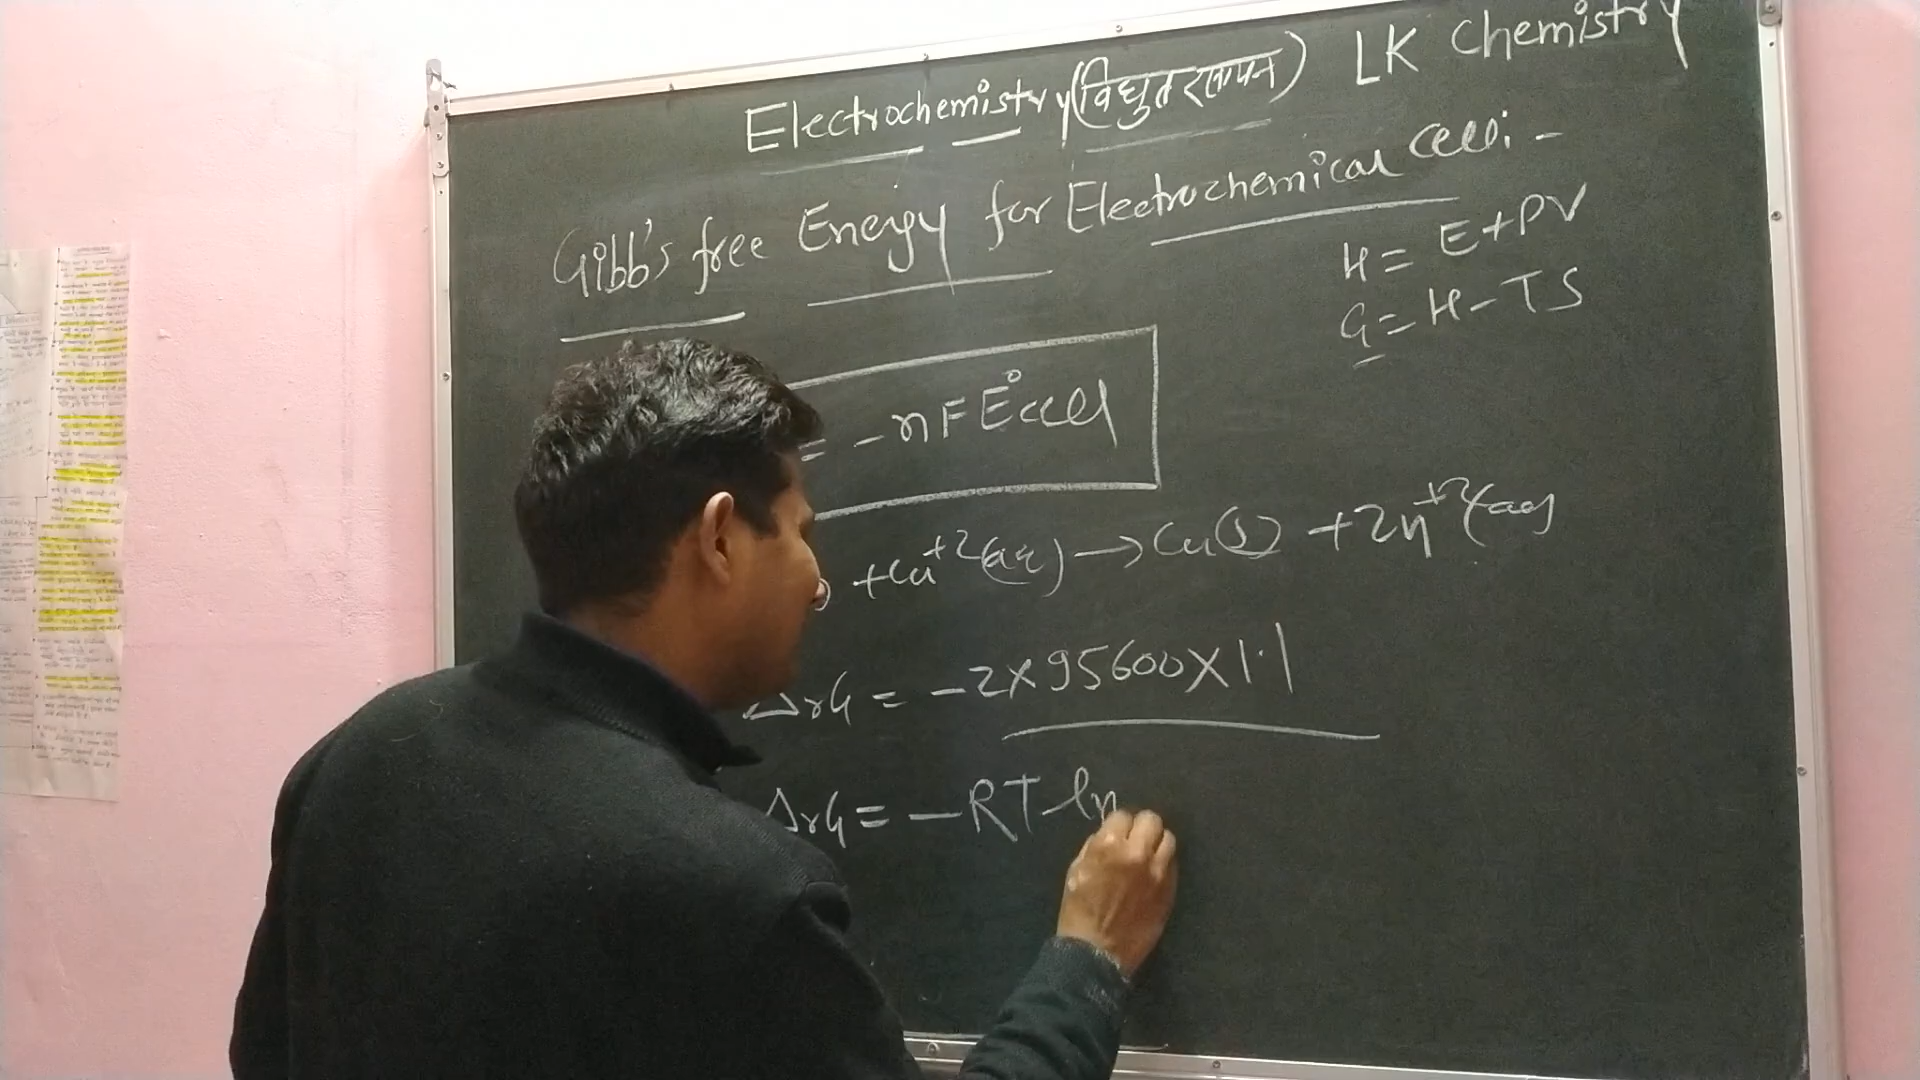 Electrochemistry(विधुत रसायन) LK Chemistry
Gibb's free Energy for Electrochemical Cell:-
H = E+PV
G = H-TS
= -nFE°cell
+Cu+2(aq) → Cu(s) + Zn+2(aq)
ΔrG = -2×95600×1.1
ΔrG = -RT ln